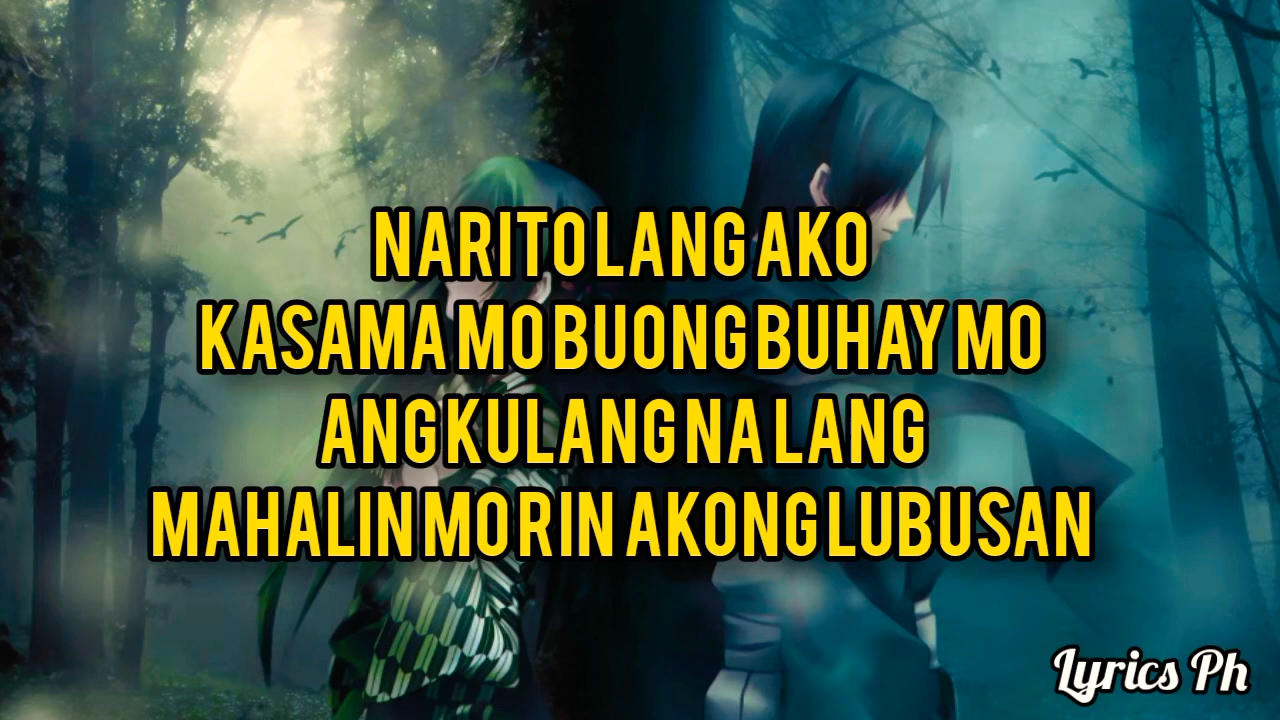 NARITO LANG AKO
KASAMA MO BUONG BUHAY MO
ANG KULANG NA LANG
MAHALIN MO RIN AKONG LUBUSAN
Lyrics Ph